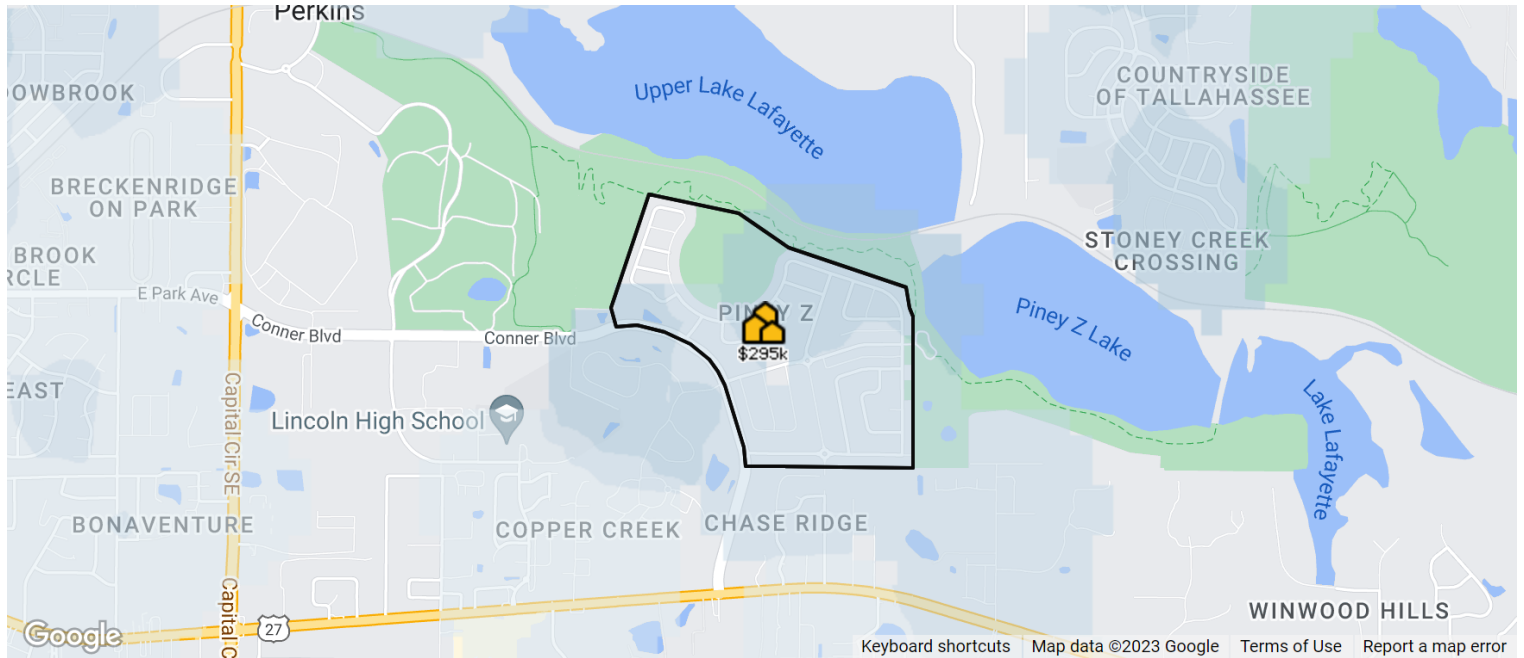 Perkins
OWBROOK
COUNTRYSIDE
OF TALLAHASSEE
Upper Lake Lafayette
BRECKENRIDGE
ON PARK
BROOK
RCLE
STONEY CREEK
CROSSING
E Park Ave
Conner Blvd
Conner Blvd
PINEY Z
$295k
Piney Z Lake
EAST
Capital Cir SE
Lincoln High School
Lake Lafayette
BONAVENTURE
COPPER CREEK
CHASE RIDGE
Capital C
27
WINWOOD HILLS
Google
Keyboard shortcuts
Map data ©2023 Google
Terms of Use
Report a map error